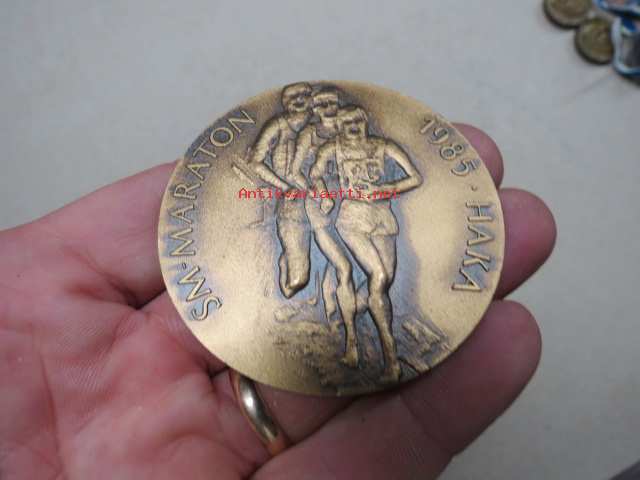 SM-MARATON 1985 · HAKA
Antikvariaatti.net